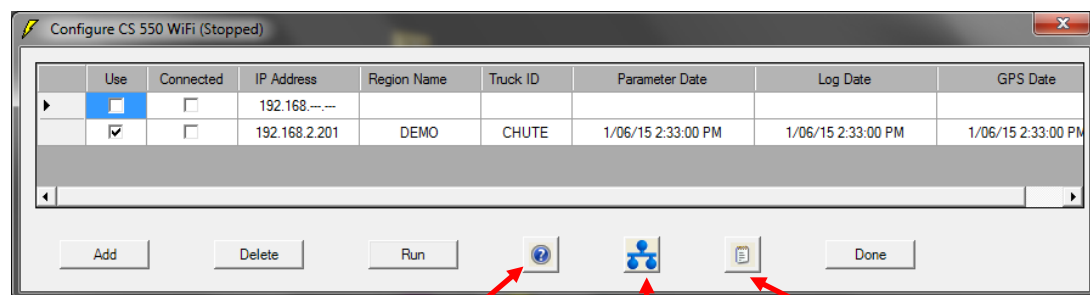 Configure CS 550 WiFi (Stopped)
Use Connected IP Address Region Name Truck ID Parameter Date Log Date GPS Date
192.168.---.---
192.168.2.201 DEMO CHUTE 1/06/15 2:33:00 PM 1/06/15 2:33:00 PM 1/06/15 2:33:00 PM
Add Delete Run ? Done